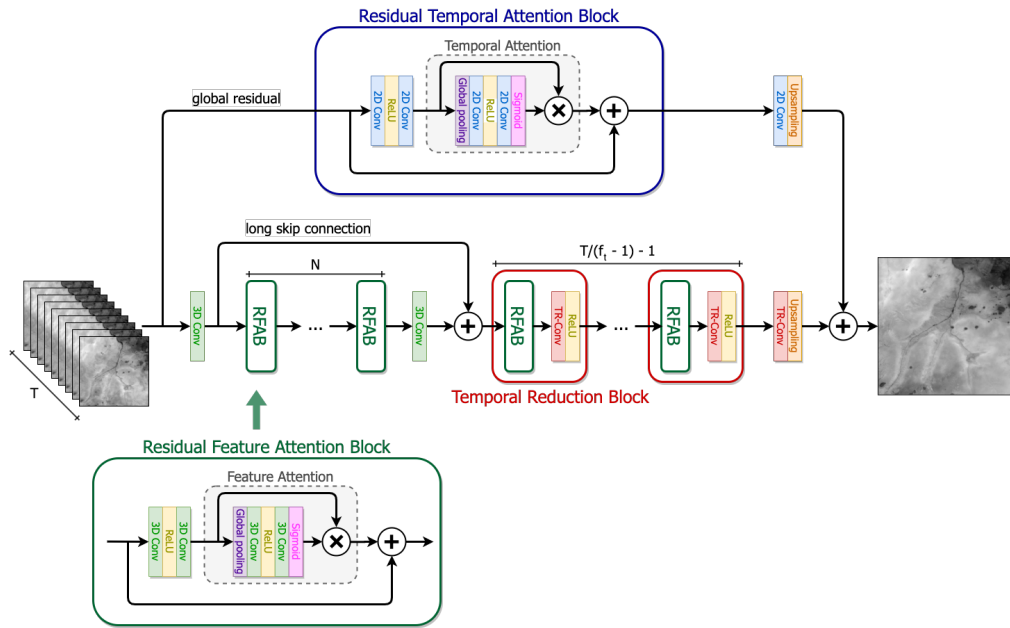 Residual Temporal Attention Block
Temporal Attention
global residual
2D Conv
ReLU
2D Conv
Global pooling
2D Conv
ReLU
2D Conv
Sigmoid
2D Conv
Upsampling
long skip connection
N
T/(f_t - 1) - 1
T
3D Conv
RFAB
...
RFAB
3D Conv
RFAB
TR-Conv
ReLU
...
RFAB
TR-Conv
ReLU
TR-Conv
Upsampling
Temporal Reduction Block
Residual Feature Attention Block
Feature Attention
3D Conv
ReLU
3D Conv
Global pooling
3D Conv
ReLU
3D Conv
Sigmoid